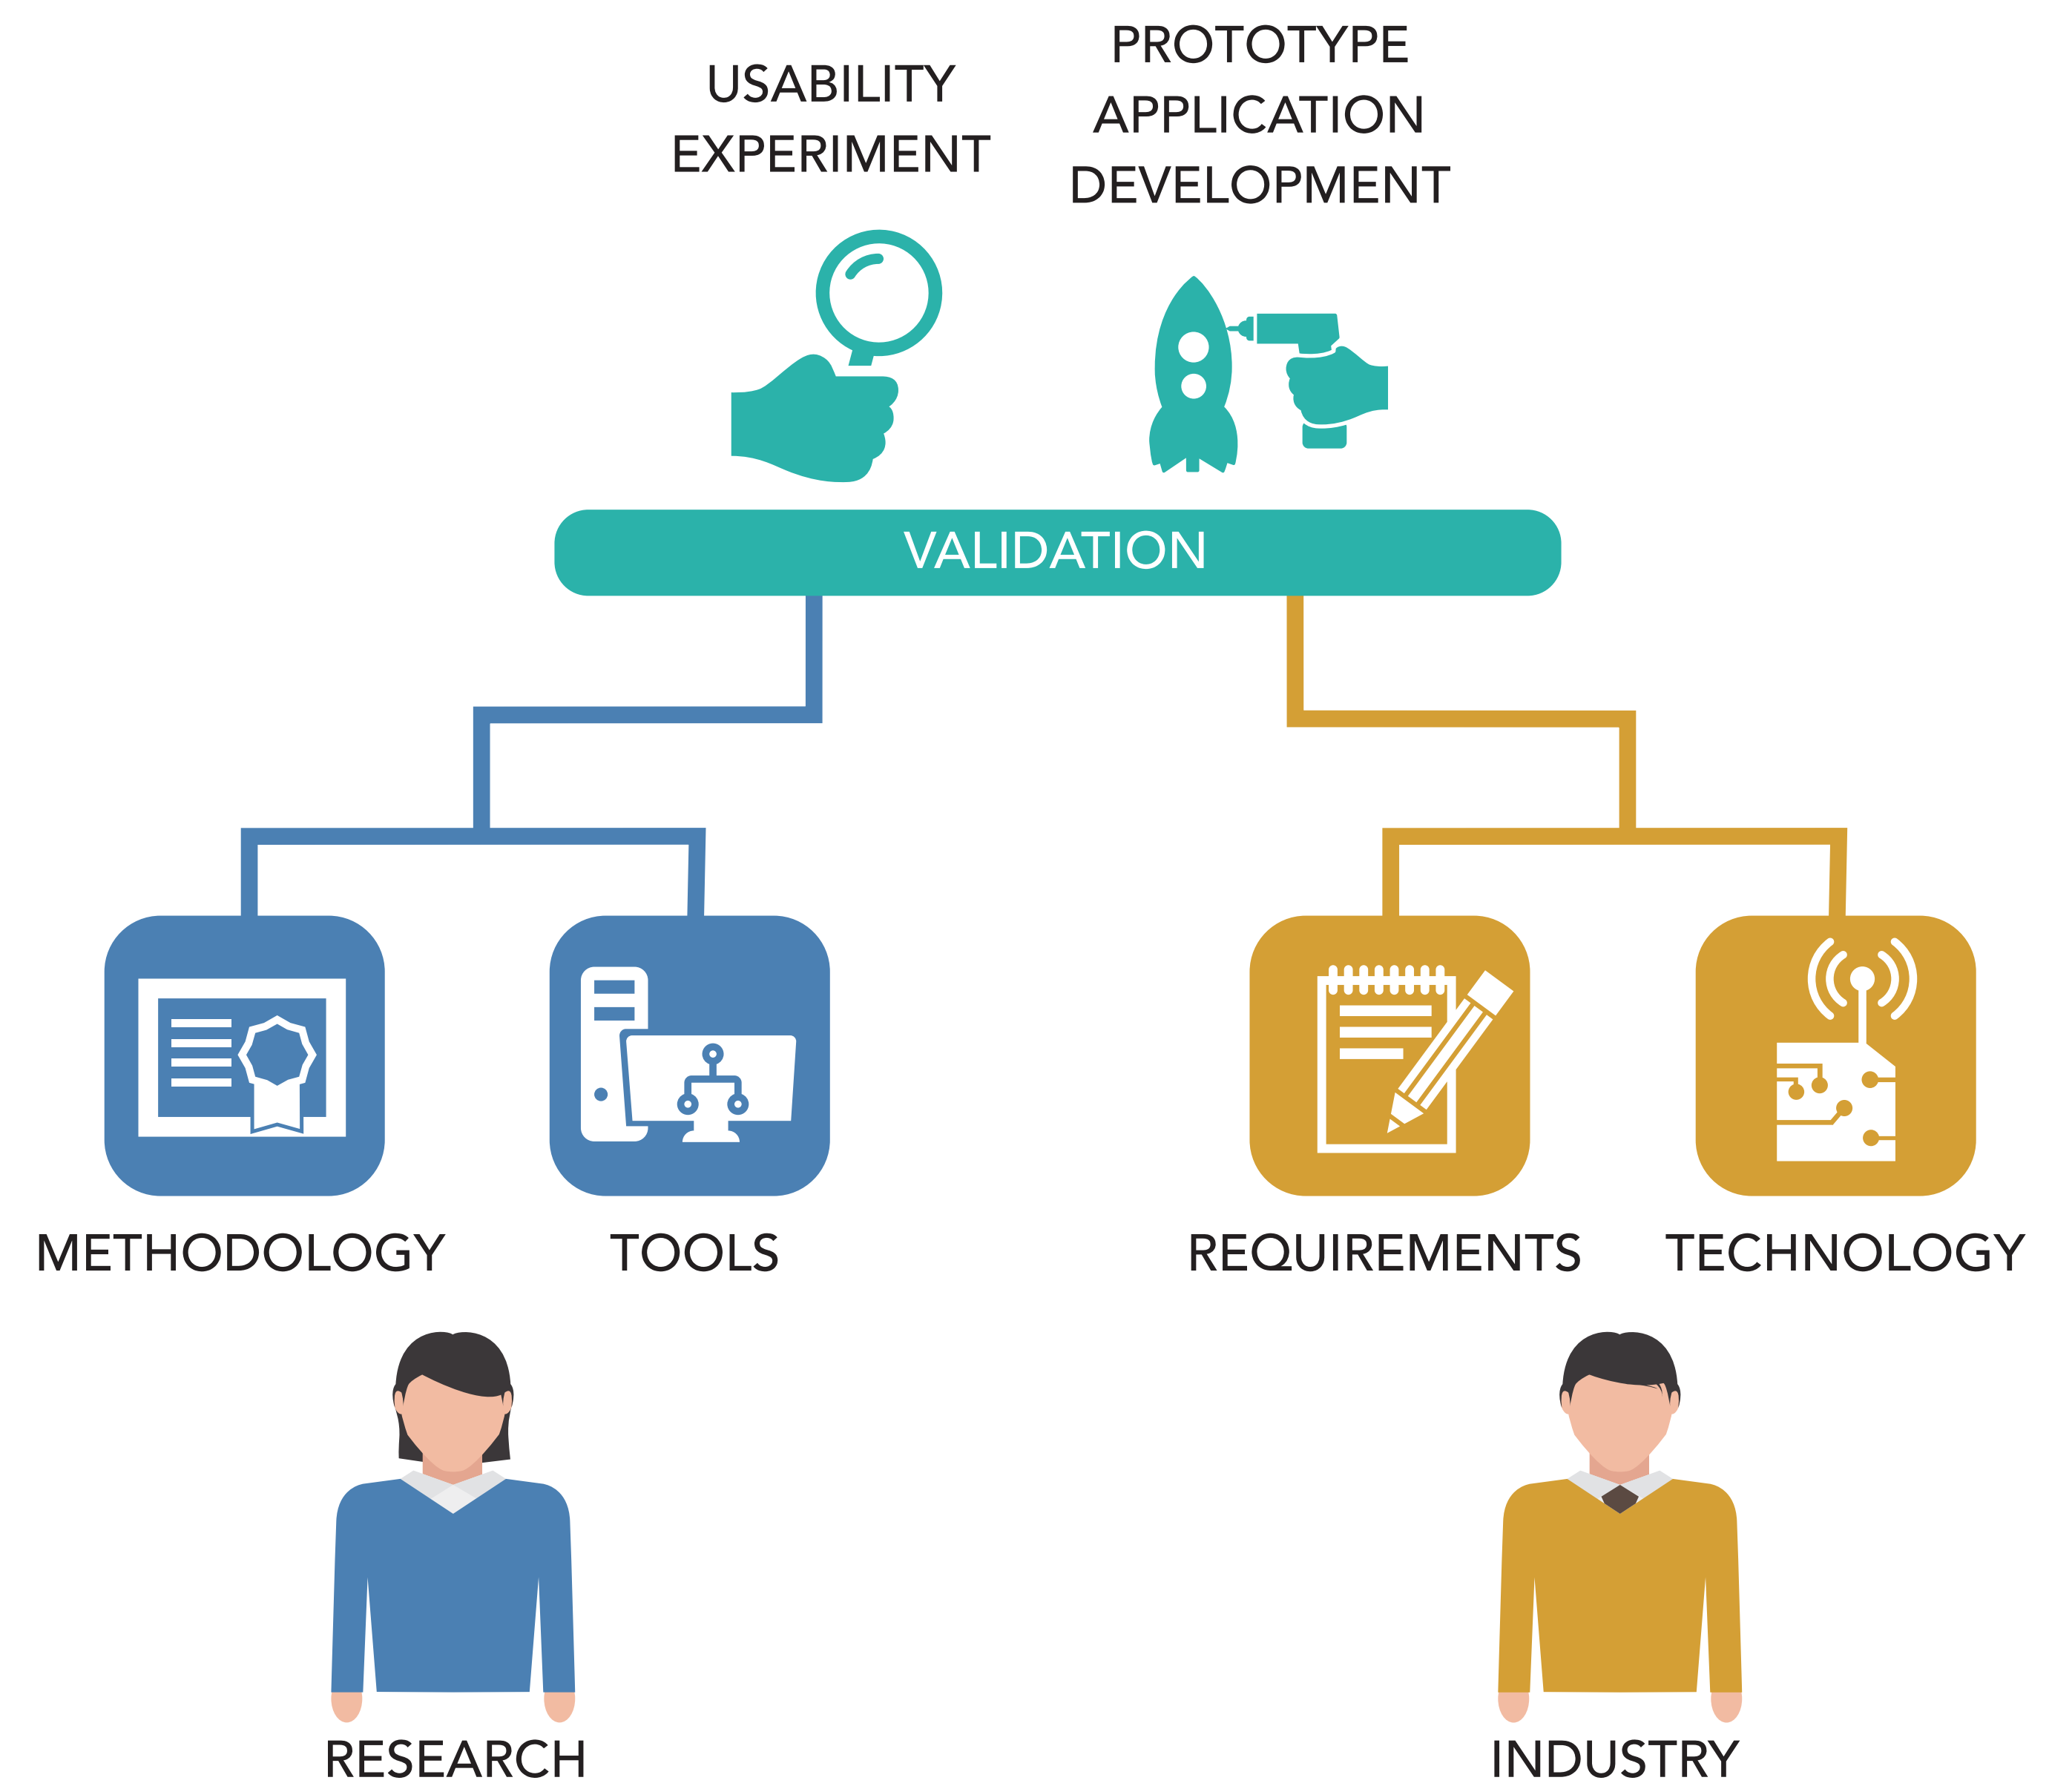 USABILITY
EXPERIMENT
PROTOTYPE
APPLICATION
DEVELOPMENT
VALIDATION
METHODOLOGY
TOOLS
REQUIREMENTS
TECHNOLOGY
RESEARCH
INDUSTRY